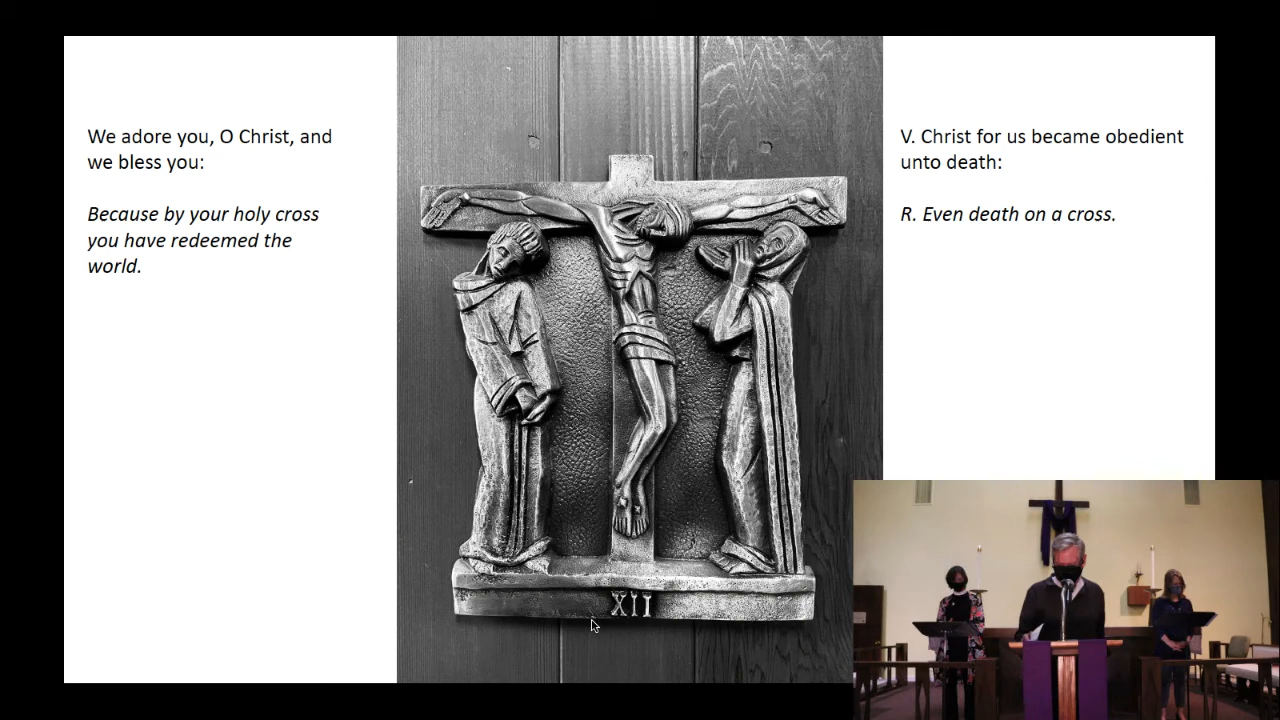 We adore you, O Christ, and
we bless you:
Because by your holy cross
you have redeemed the
world.
XII
V. Christ for us became obedient
unto death:
R. Even death on a cross.